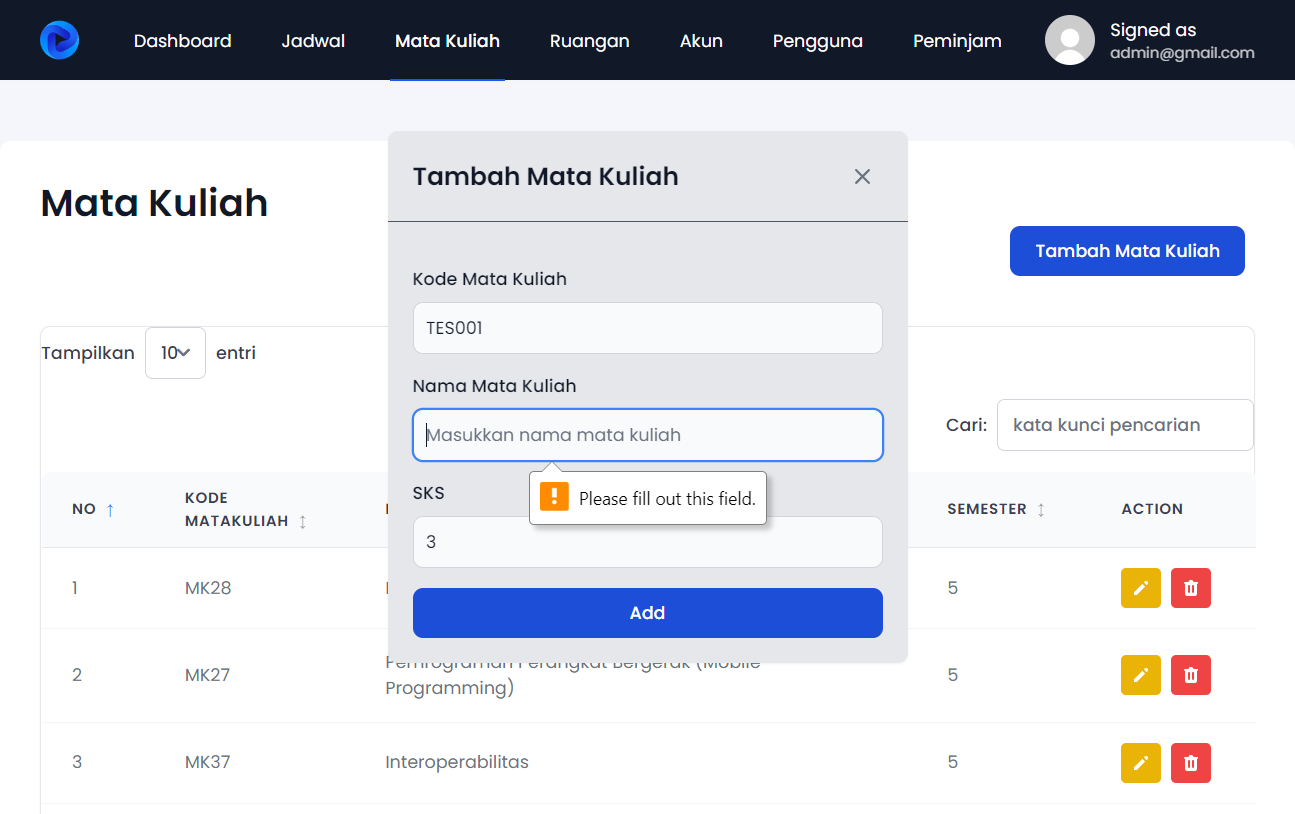 Dashboard
Jadwal
Mata Kuliah
Ruangan
Akun
Pengguna
Peminjam
Signed as
admin@gmail.com
Mata Kuliah
Tambah Mata Kuliah
Tampilkan 10 entri
Cari: kata kunci pencarian
Tambah Mata Kuliah
Kode Mata Kuliah
TES001
Nama Mata Kuliah
Masukkan nama mata kuliah
Please fill out this field.
SKS
3
Add
NO ↑
KODE
MATAKULIAH ↕
SEMESTER ↕
ACTION
1 MK28 5
2 MK27 Pemrograman Perangkat Bergerak (Mobile
Programming) 5
3 MK37 Interoperabilitas 5